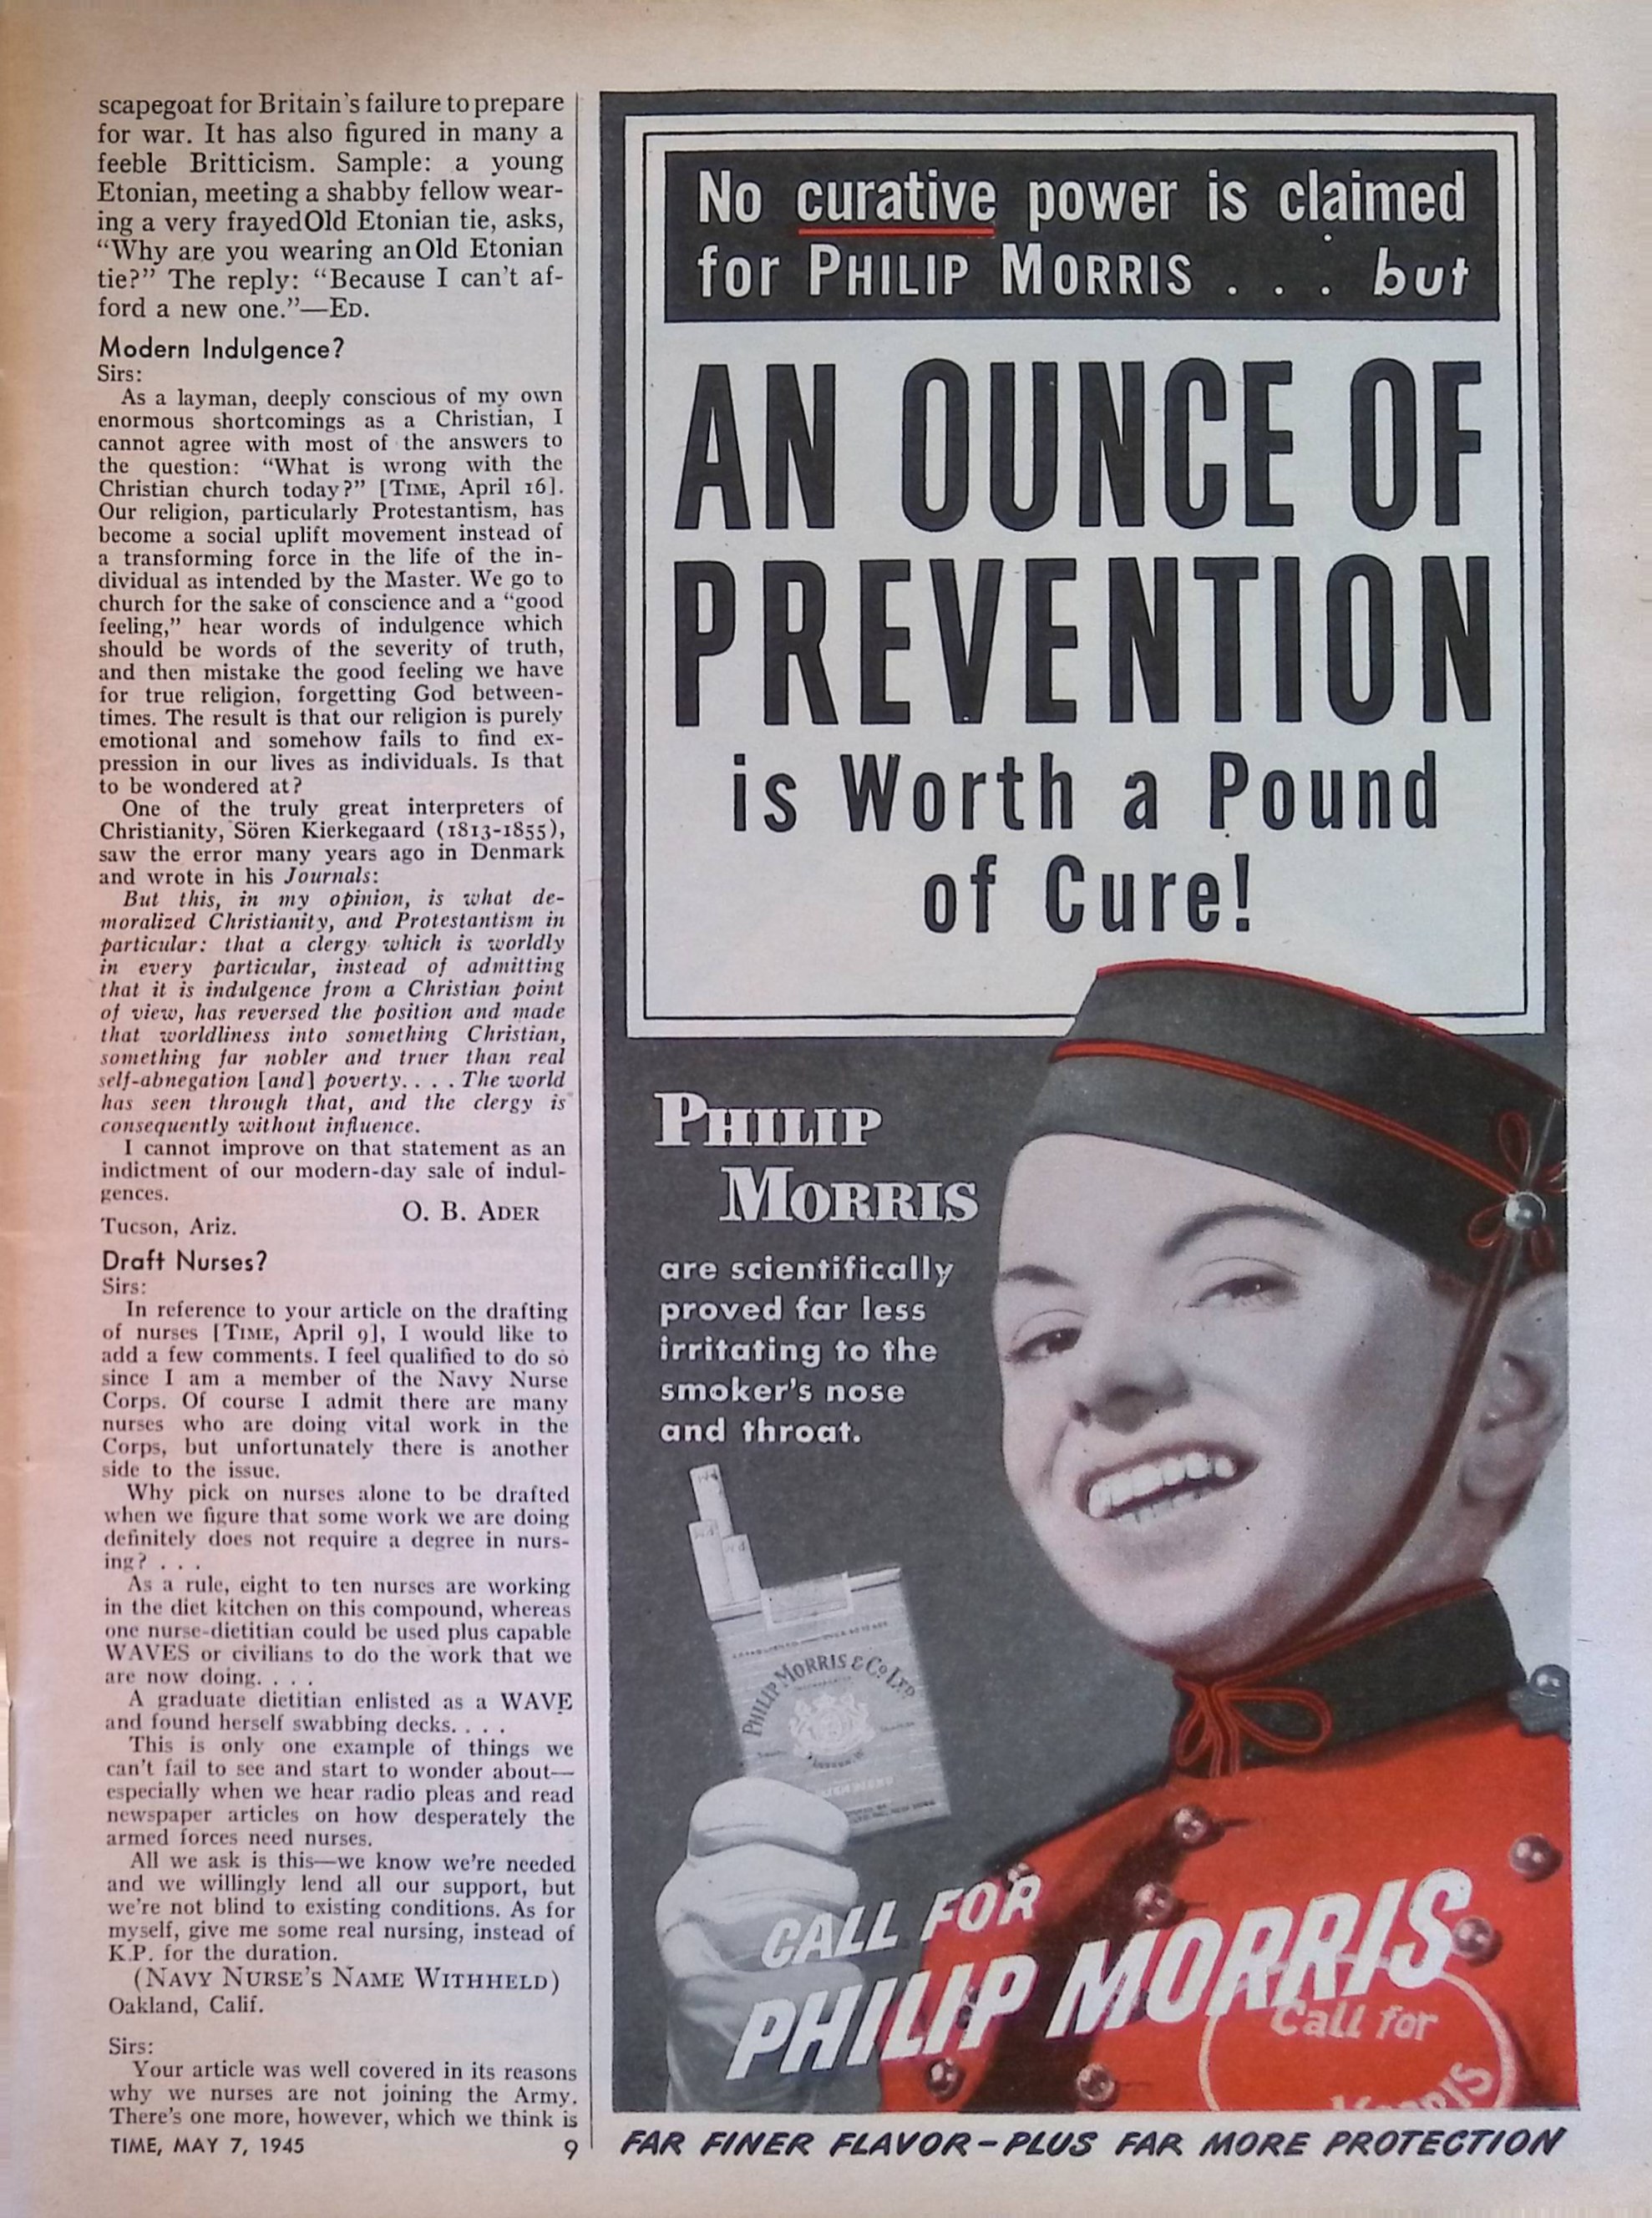 scapegoat for Britain's failure to prepare
for war. It has also figured in many a
feeble Britticism. Sample: a young
Etonian, meeting a shabby fellow wear-
ing a very frayed Old Etonian tie, asks,
"Why are you wearing an Old Etonian
tie?" The reply: "Because I can't af-
ford a new one."—ED.
Modern Indulgence?
Sirs:
As a layman, deeply conscious of my own
enormous shortcomings as a Christian, I
cannot agree with most of the answers to
the question: "What is wrong with the
Christian church today?" [TIME, April 16].
Our religion, particularly Protestantism, has
become a social uplift movement instead of
a transforming force in the life of the in-
dividual as intended by the Master. We go to
church for the sake of conscience and a "good
feeling," hear words of indulgence which
should be words of the severity of truth,
and then mistake the good feeling we have
for true religion, forgetting God between-
times. The result is that our religion is purely
emotional and somehow fails to find ex-
pression in our lives as individuals. Is that
to be wondered at?
One of the truly great interpreters of
Christianity, Sören Kierkegaard (1813-1855),
saw the error many years ago in Denmark
and wrote in his Journals:
But this, in my opinion, is what de-
moralized Christianity, and Protestantism in
particular: that a clergy which is worldly
in every particular, instead of admitting
that it is indulgence from a Christian point
of view, has reversed the position and made
that worldliness into something Christian,
something far nobler and truer than real
self-abnegation [and] poverty. . . . The world
has seen through that, and the clergy is
consequently without influence.
I cannot improve on that statement as an
indictment of our modern-day sale of indul-
gences.
O. B. ADER
Tucson, Ariz.
Draft Nurses?
Sirs:
In reference to your article on the drafting
of nurses [TIME, April 9], I would like to
add a few comments. I feel qualified to do so
since I am a member of the Navy Nurse
Corps. Of course I admit there are many
nurses who are doing vital work in the
Corps, but unfortunately there is another
side to the issue.
Why pick on nurses alone to be drafted
when we figure that some work we are doing
definitely does not require a degree in nurs-
ing? . . .
As a rule, eight to ten nurses are working
in the diet kitchen on this compound, whereas
one nurse-dietitian could be used plus capable
WAVES or civilians to do the work that we
are now doing. . . .
A graduate dietitian enlisted as a WAVE
and found herself swabbing decks. . . .
This is only one example of things we
can't fail to see and start to wonder about—
especially when we hear radio pleas and read
newspaper articles on how desperately the
armed forces need nurses.
All we ask is this—we know we're needed
and we willingly lend all our support, but
we're not blind to existing conditions. As for
myself, give me some real nursing, instead of
K.P. for the duration.
(NAVY NURSE'S NAME WITHHELD)
Oakland, Calif.
Sirs:
Your article was well covered in its reasons
why we nurses are not joining the Army.
There's one more, however, which we think is
TIME, MAY 7, 1945
9
No curative power is claimed
for PHILIP MORRIS . . . but
AN OUNCE OF
PREVENTION
is Worth a Pound
of Cure!
PHILIP
MORRIS
are scientifically
proved far less
irritating to the
smoker's nose
and throat.
PHILIP MORRIS & CO. LTD
CALL FOR
PHILIP MORRIS
Call for
FAR FINER FLAVOR–PLUS FAR MORE PROTECTION